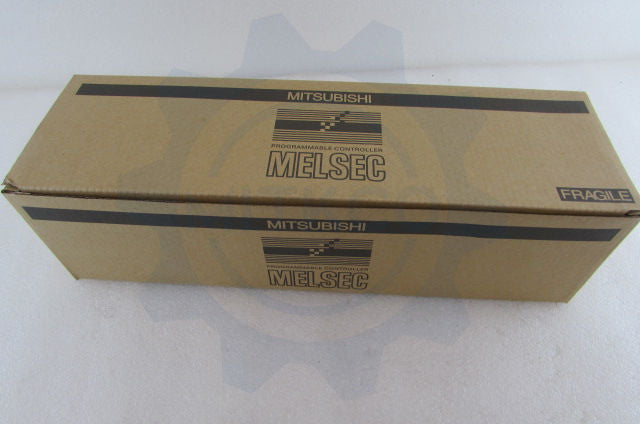 MITSUBISHI
PROGRAMMABLE CONTROLLER
MELSEC
FRAGILE
MITSUBISHI
PROGRAMMABLE CONTROLLER
MELSEC